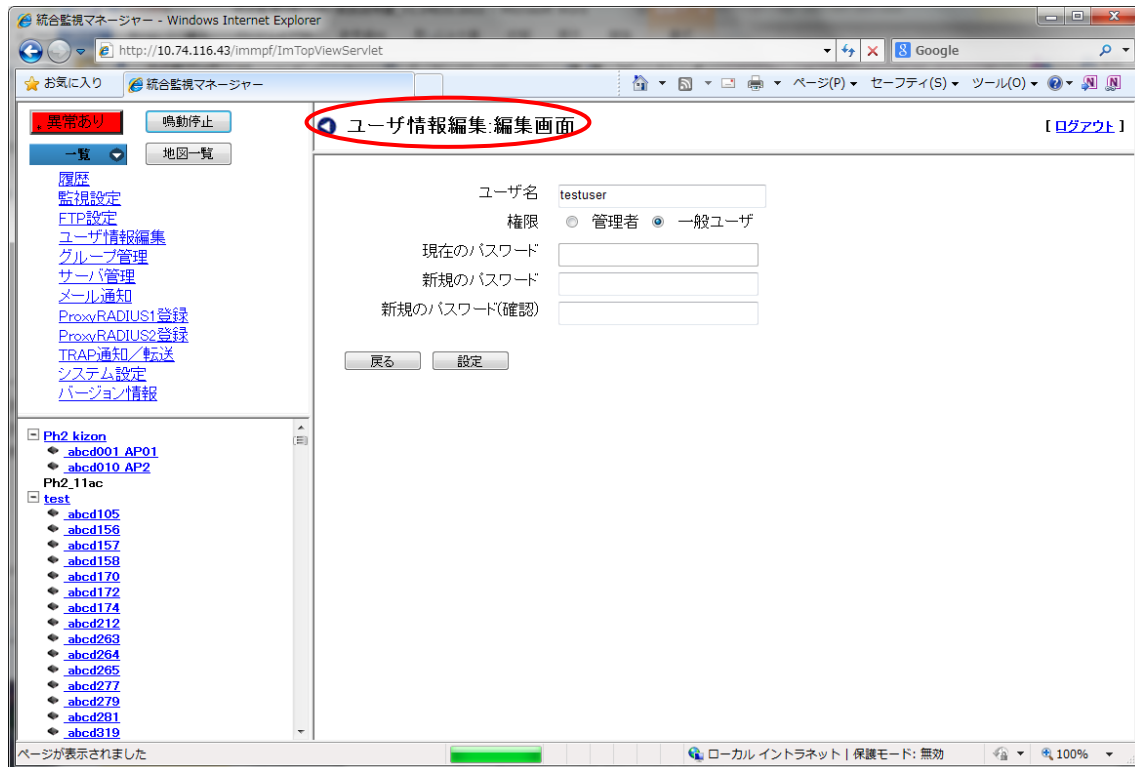 統合監視マネージャー - Windows Internet Explorer
http://10.74.116.43/immpf/ImTopViewServlet
Google
お気に入り
統合監視マネージャー
ページ(P)
セーフティ(S)
ツール(O)
異常あり
鳴動停止
一覧
地図一覧
履歴
監視設定
FTP設定
ユーザ情報編集
グループ管理
サーバ管理
メール通知
ProxyRADIUS1登録
ProxyRADIUS2登録
TRAP通知/転送
システム設定
バージョン情報
Ph2 kizon
abcd001 AP01
abcd010 AP2
Ph2_11ac
test
abcd105
abcd156
abcd157
abcd158
abcd170
abcd172
abcd174
abcd212
abcd263
abcd264
abcd265
abcd277
abcd279
abcd281
abcd319
ユーザ情報編集:編集画面
[ ログアウト ]
ユーザ名 testuser
権限 管理者 一般ユーザ
現在のパスワード
新規のパスワード
新規のパスワード(確認)
戻る 設定
ページが表示されました
ローカル イントラネット | 保護モード: 無効
100%